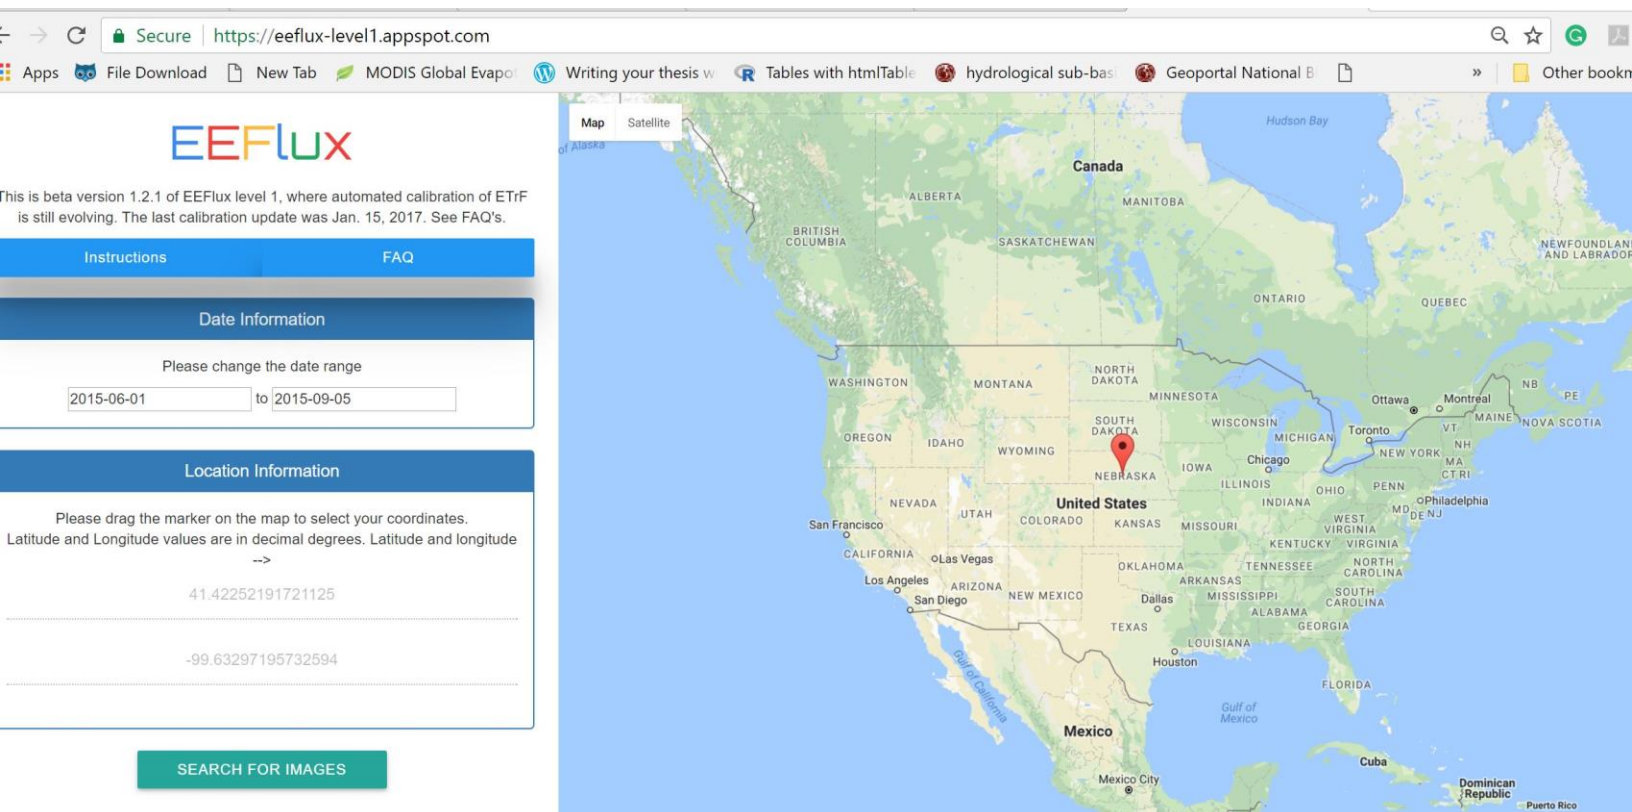 Secure https://eeflux-level1.appspot.com
Apps File Download New Tab MODIS Global Evapo Writing your thesis w Tables with htmlTable hydrological sub-basi Geoportal National B » Other bookm
EEFlux
This is beta version 1.2.1 of EEFlux level 1, where automated calibration of ETrF
is still evolving. The last calibration update was Jan. 15, 2017. See FAQ's.
Instructions FAQ
Date Information
Please change the date range
2015-06-01 to 2015-09-05
Location Information
Please drag the marker on the map to select your coordinates.
Latitude and Longitude values are in decimal degrees. Latitude and longitude
-->
41.42252191721125
-99.63297195732594
SEARCH FOR IMAGES
Map Satellite
of Alaska
Hudson Bay
Canada
ALBERTA
MANITOBA
BRITISH
COLUMBIA
SASKATCHEWAN
NEWFOUNDLAN
AND LABRADOR
ONTARIO
QUEBEC
WASHINGTON
MONTANA
NORTH
DAKOTA
MINNESOTA
Ottawa
Montreal
NB
PE
MAINE
NOVA SCOTIA
SOUTH
DAKOTA
WISCONSIN
MICHIGAN
Toronto
VT
NH
OREGON
IDAHO
WYOMING
NEW YORK
MA
CT RI
IOWA
Chicago
NEBRASKA
ILLINOIS
INDIANA
OHIO
PENN
Philadelphia
MD
DE NJ
NEVADA
UTAH
United States
COLORADO
KANSAS
MISSOURI
WEST
VIRGINIA
KENTUCKY
VIRGINIA
San Francisco
CALIFORNIA
Las Vegas
OKLAHOMA
TENNESSEE
NORTH
CAROLINA
Los Angeles
ARIZONA
NEW MEXICO
ARKANSAS
San Diego
Dallas
MISSISSIPPI
SOUTH
CAROLINA
ALABAMA
TEXAS
GEORGIA
LOUISIANA
Houston
FLORIDA
Gulf of California
Gulf of
Mexico
Mexico
Mexico City
Cuba
Dominican
Republic
Puerto Rico